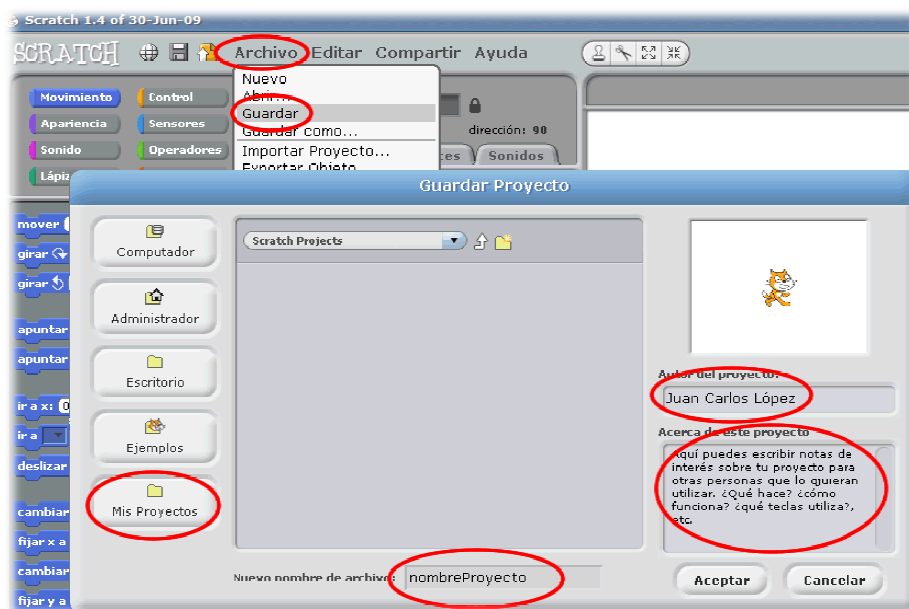 Scratch 1.4 of 30-Jun-09
SCRATCH Archivo Editar Compartir Ayuda
Nuevo
Abrir...
Guardar
Guardar como...
Importar Proyecto...
Exportar Objeto
Movimiento Control
Apariencia Sensores
Sonido Operadores
Lápiz
dirección: 90
Sonidos
Guardar Proyecto
mover
girar
girar
apuntar
apuntar
ir a x: 0
ir a
deslizar
cambiar
fijar x a
cambiar
fijar y a
Computador
Administrador
Escritorio
Ejemplos
Mis Proyectos
Scratch Projects
Nuevo nombre de archivo: nombreProyecto
Autor del proyecto:
Juan Carlos López
Acerca de este proyecto
Aquí puedes escribir notas de
interés sobre tu proyecto para
otras personas que lo quieran
utilizar. ¿Qué hace? ¿cómo
funciona? ¿qué teclas utiliza?,
etc.
Aceptar Cancelar